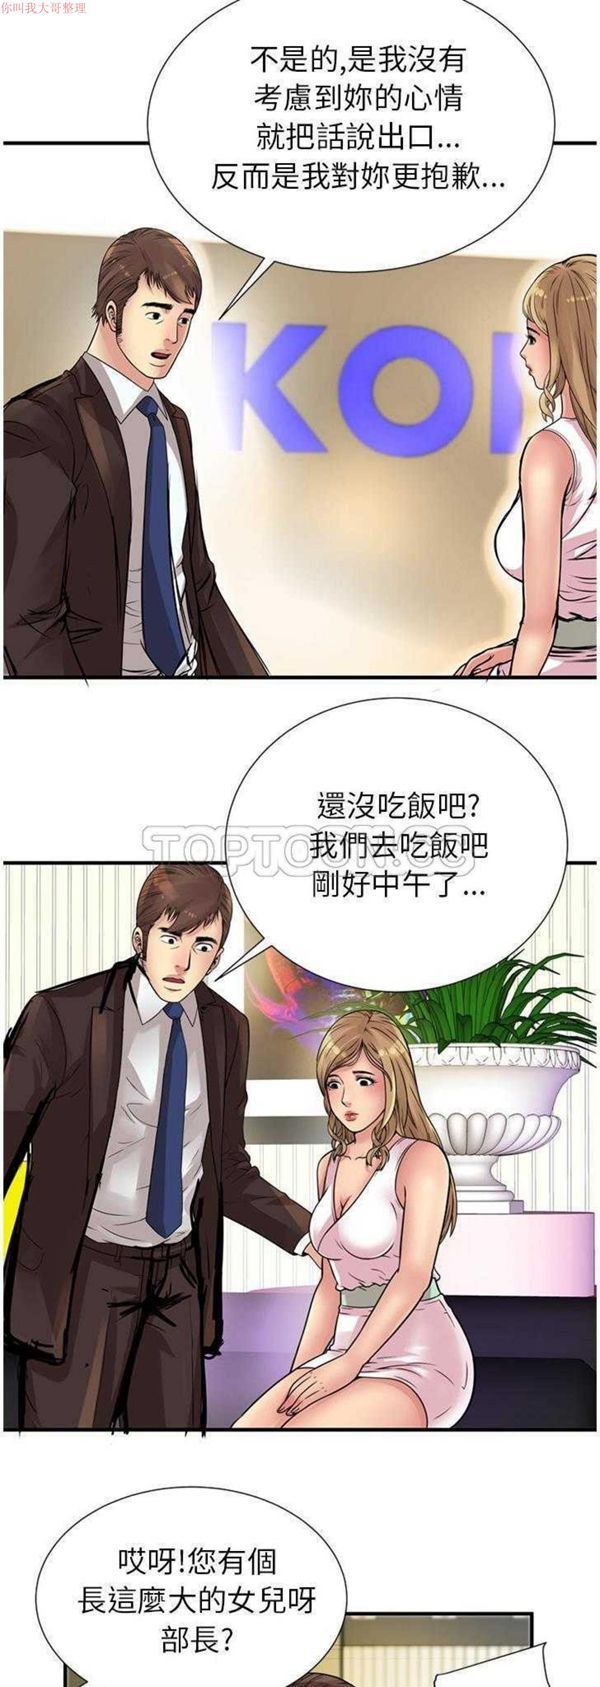 你叫我大哥整理
不是的,是我沒有
考慮到妳的心情
就把話說出口...
反而是我對妳更抱歉...
KOI
還沒吃飯吧?
我們去吃飯吧
剛好中午了...
TOPTOON.CC
哎呀!您有個
長這麼大的女兒呀
部長?